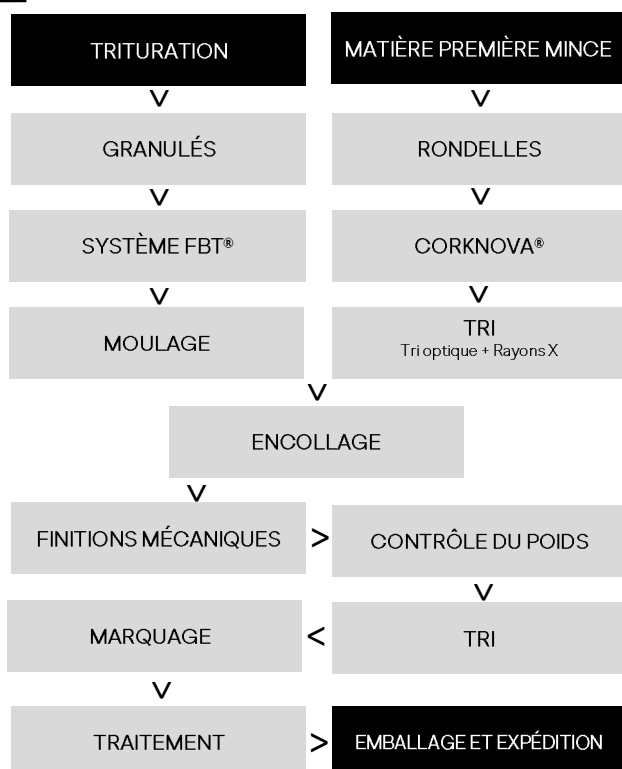 TRITURATION
MATIÈRE PREMIÈRE MINCE
GRANULÉS
RONDELLES
SYSTÈME FBT®
CORKNOVA®
MOULAGE
TRI
Tri optique + Rayons X
ENCOLLAGE
FINITIONS MÉCANIQUES
CONTRÔLE DU POIDS
MARQUAGE
TRI
TRAITEMENT
EMBALLAGE ET EXPÉDITION